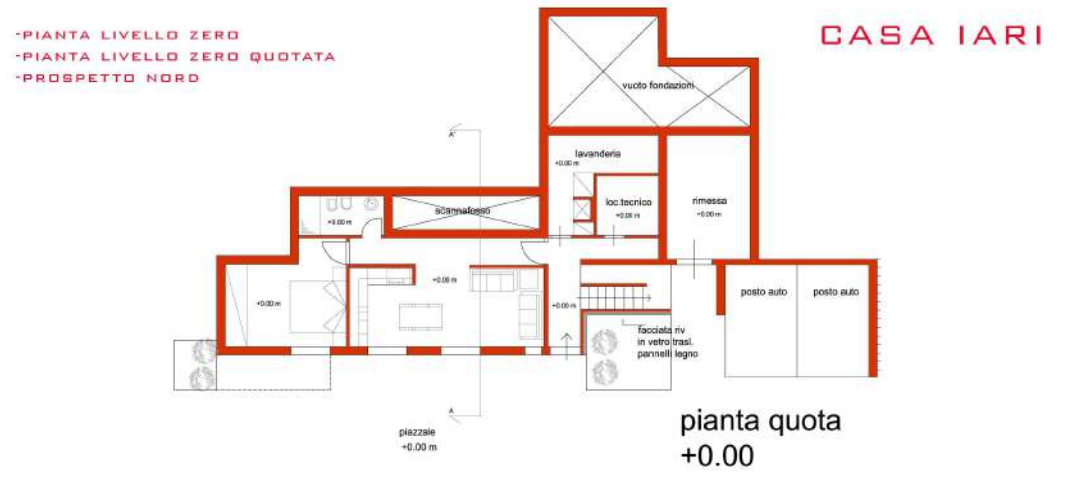 -PIANTA LIVELLO ZERO
-PIANTA LIVELLO ZERO QUOTATA
-PROSPETTO NORD
CASA IARI
vuoto fondazioni
A'
lavanderia
+0.00 m
scannafosso
loc.tecnico
+0.00 m
rimessa
+0.00 m
+0.00 m
+0.00 m
+0.00 m
+0.00 m
posto auto
posto auto
facciata riv
in vetro trasl.
pannelli legno
A
piazzale
+0.00 m
pianta quota
+0.00